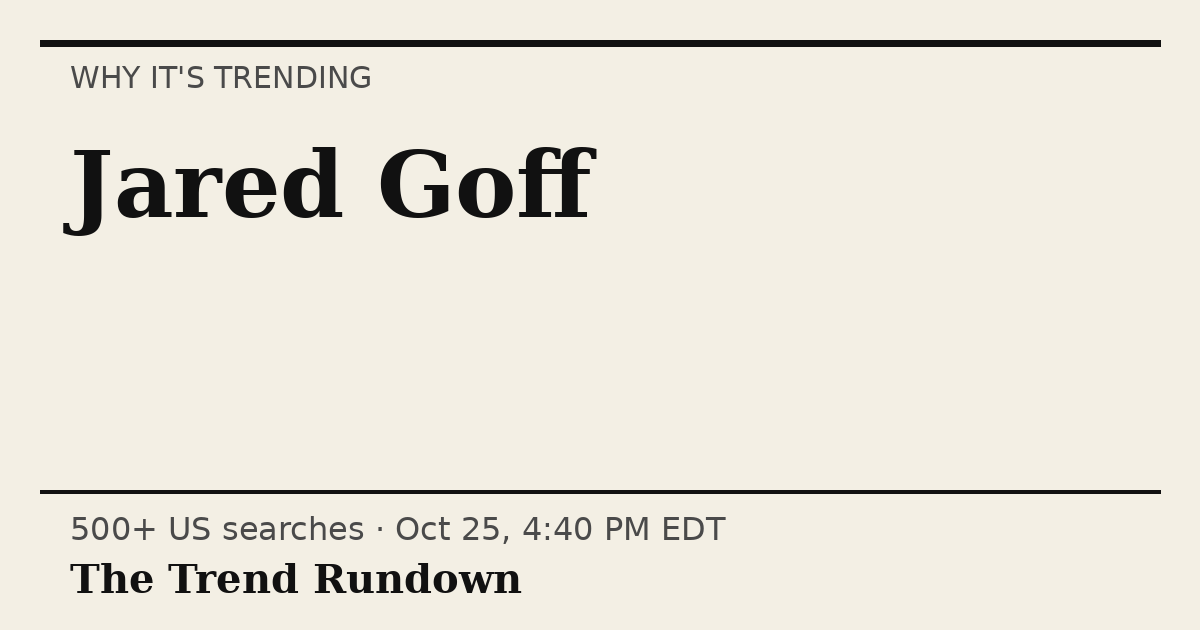 WHY IT'S TRENDING
Jared Goff
500+ US searches · Oct 25, 4:40 PM EDT
The Trend Rundown